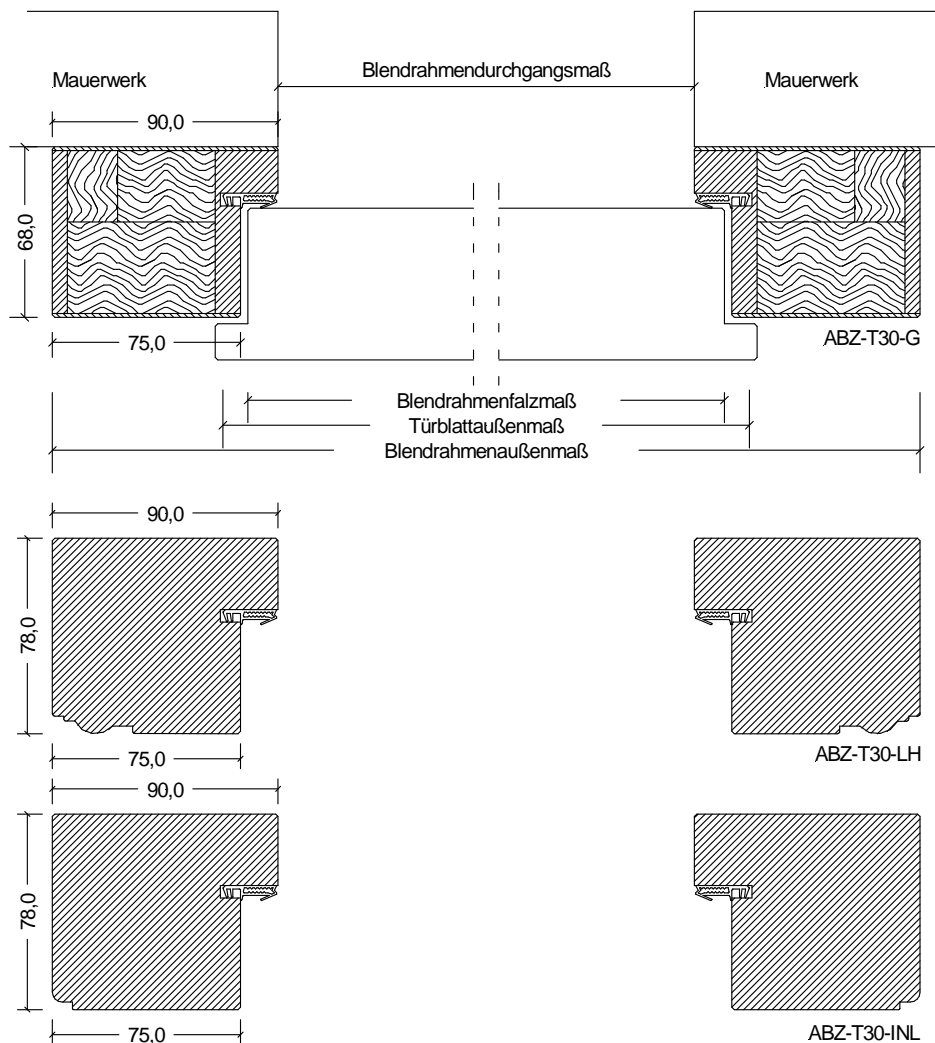 Mauerwerk
Blendrahmendurchgangsmaß
Mauerwerk
90,0
68,0
75,0
ABZ-T30-G
Blendrahmenfalzmaß
Türblattaußenmaß
Blendrahmenaußenmaß
90,0
78,0
75,0
ABZ-T30-LH
90,0
78,0
75,0
ABZ-T30-INL